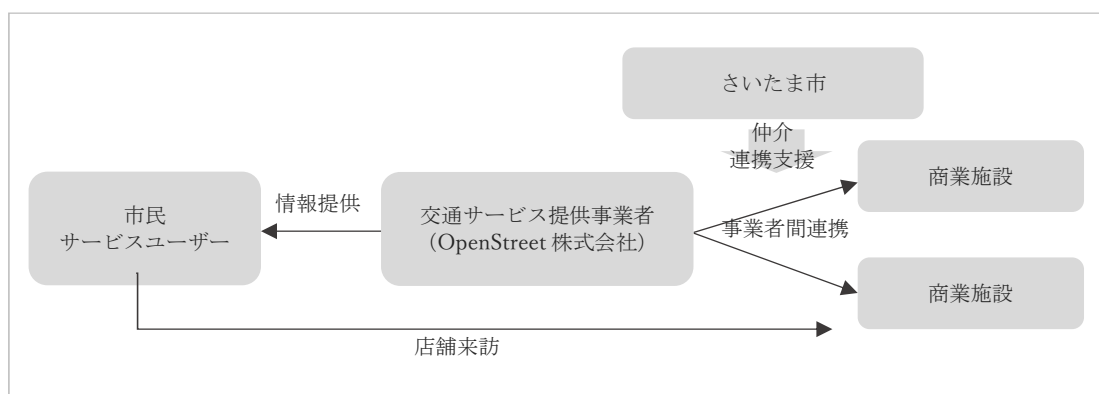 さいたま市
仲介
連携支援
商業施設
市民
サービスユーザー
情報提供
交通サービス提供事業者
（OpenStreet 株式会社）
事業者間連携
商業施設
店舗来訪